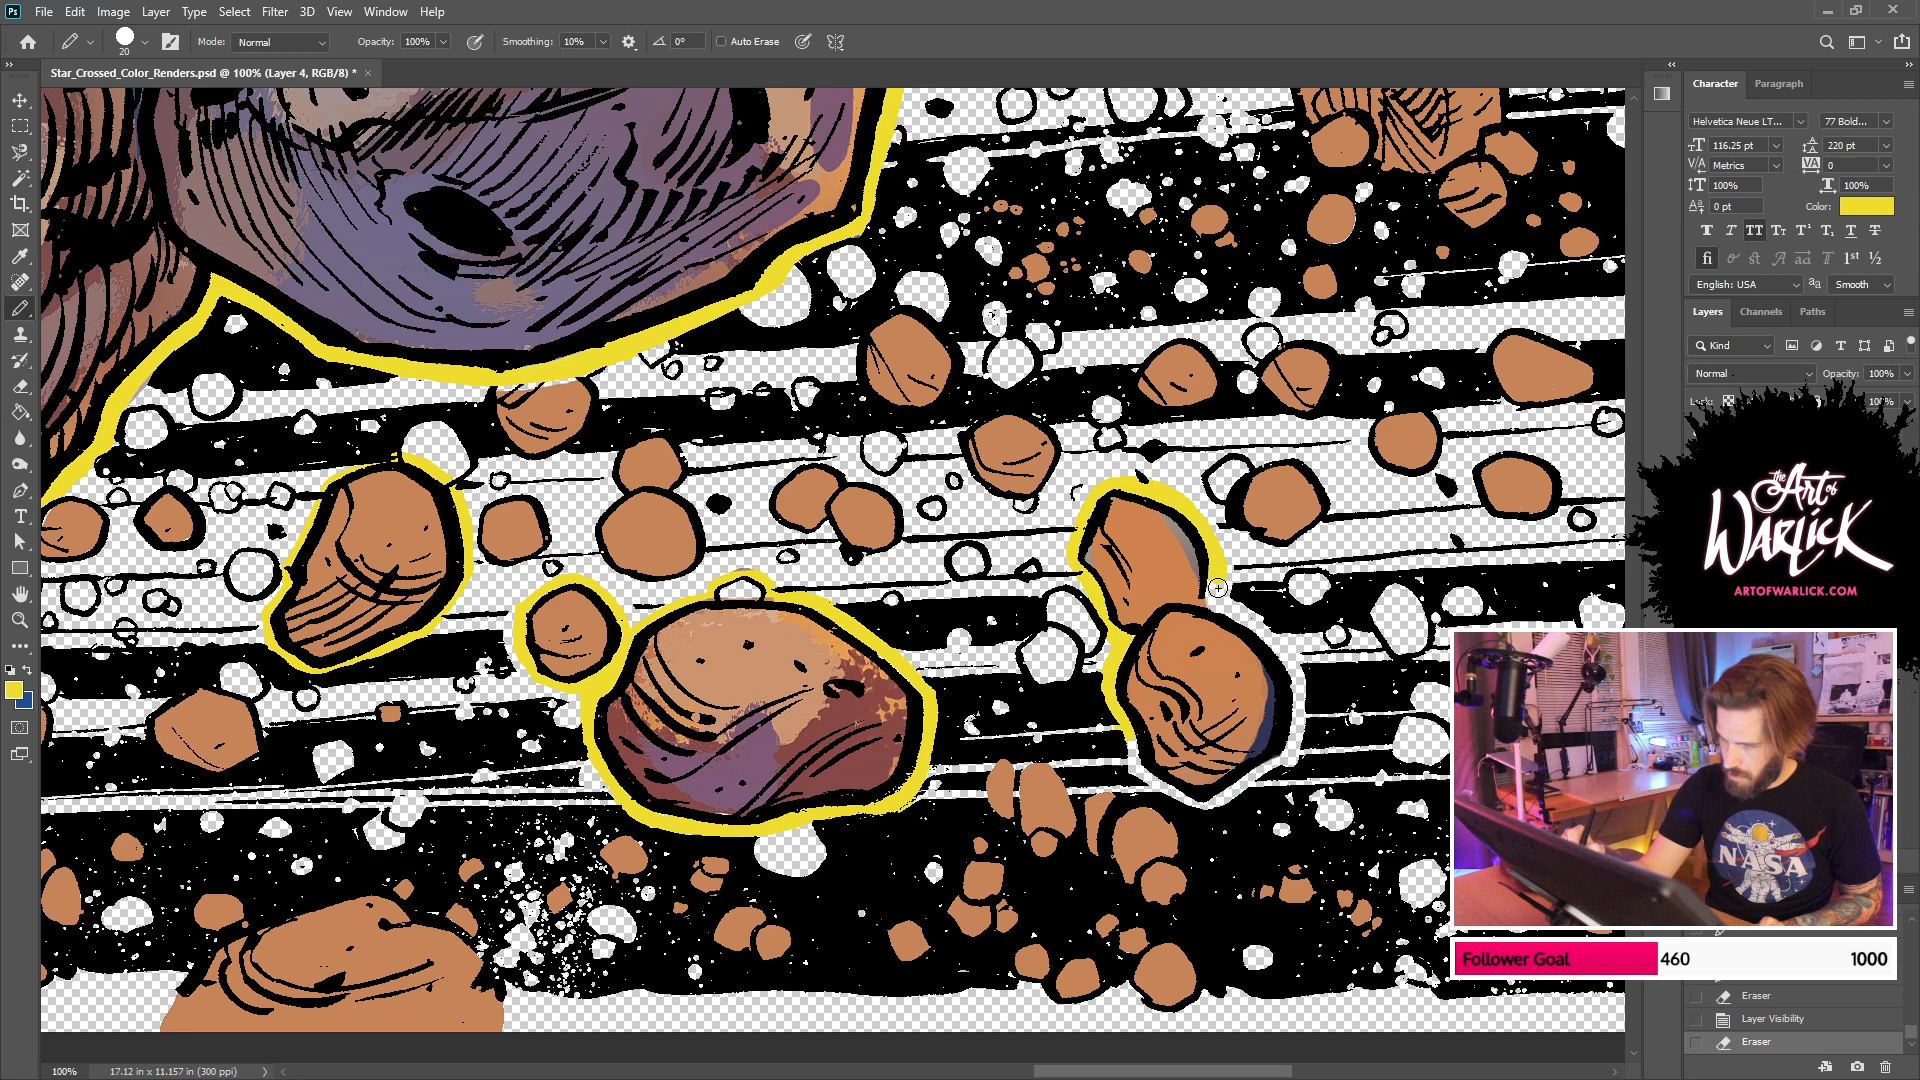 Ps File Edit Image Layer Type Select Filter 3D View Window Help
20 Mode: Normal Opacity: 100% Smoothing: 10% 0° Auto Erase
Star_Crossed_Color_Renders.psd @ 100% (Layer 4, RGB/8) * ×
Character Paragraph
Helvetica Neue LT... 77 Bold...
116.25 pt 220 pt
Metrics 0
100% 100%
0 pt Color:
English: USA Smooth
Layers Channels Paths
Kind
Normal Opacity: 100%
Lock: 100%
the Art of
WARLICK
ARTOFWARLICK.COM
NASA
Follower Goal 460 1000
Eraser
Layer Visibility
Eraser
100% 17.12 in x 11.157 in (300 ppi)